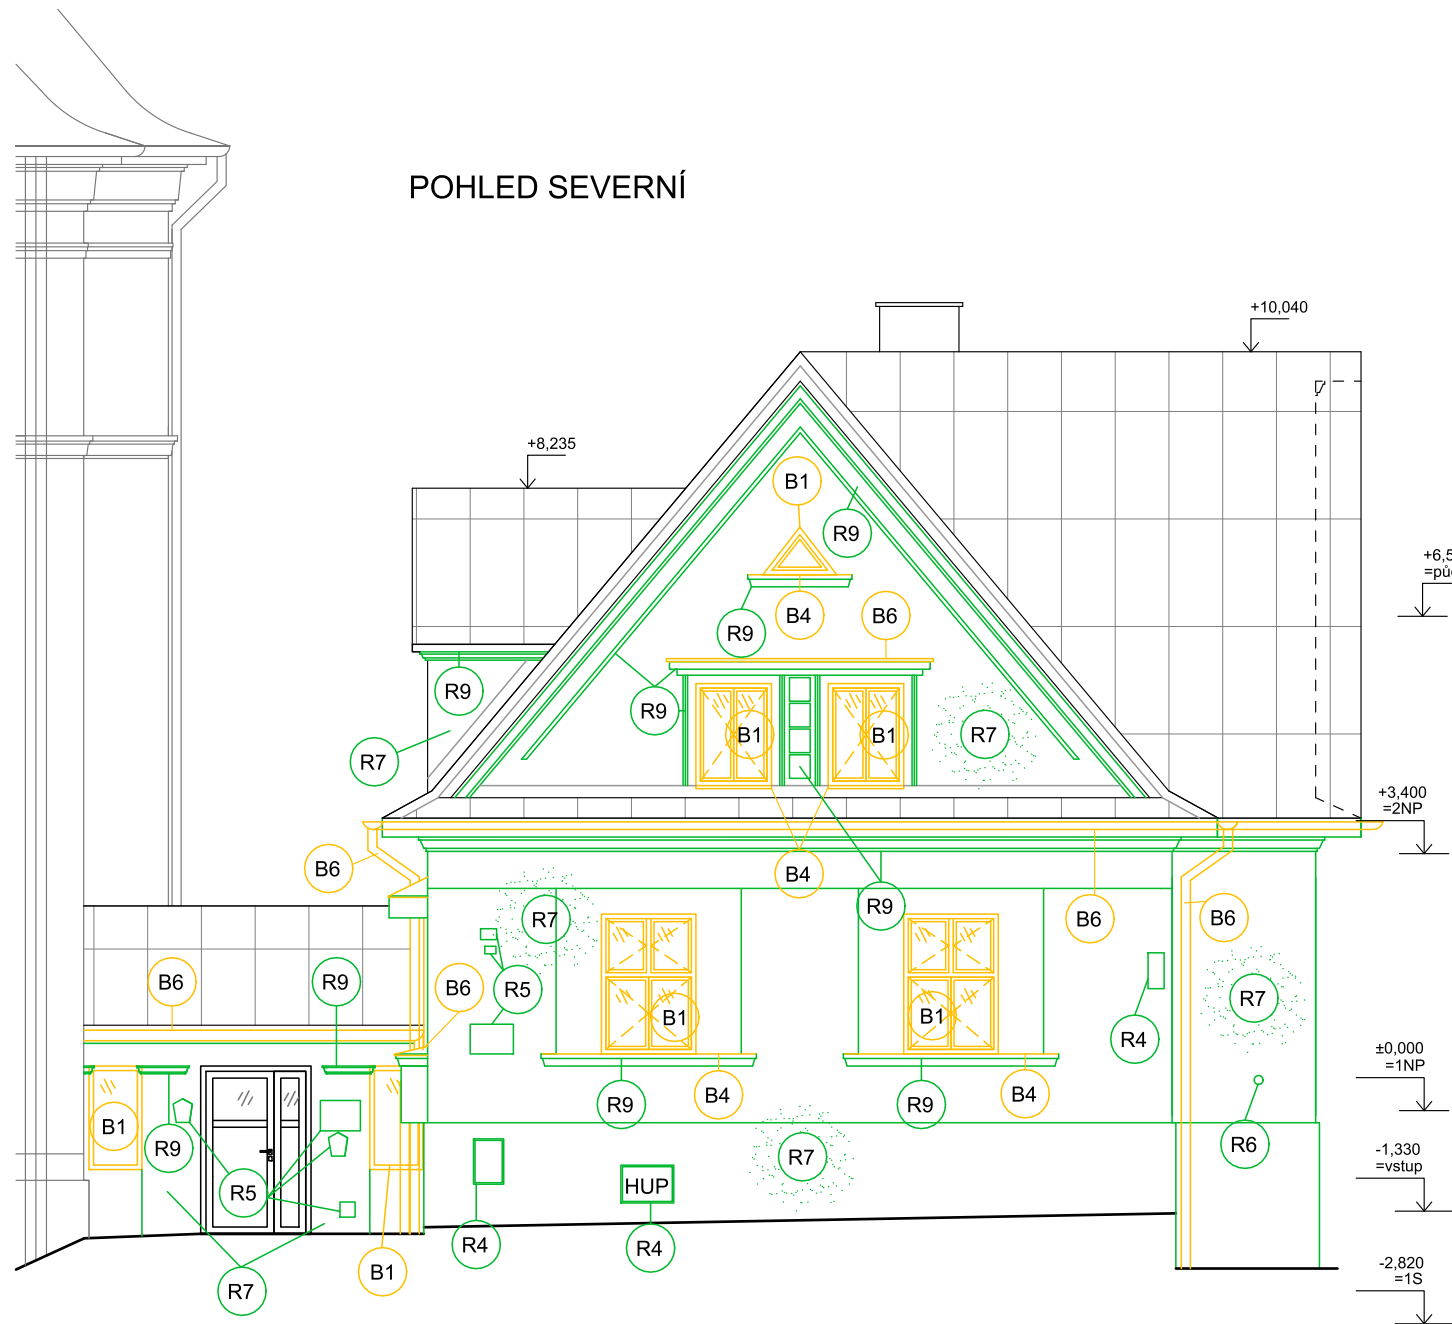 POHLED SEVERNÍ
+10,040
+8,235
B1
R9
+6,5
B4
B6
R9
R9
R9
B1
B1
R7
R7
+3,400
=2NP
B6
B4
R9
B6
B6
R7
B6
R9
B6
R5
R7
B1
B1
R4
±0,000
=1NP
B4
B4
R9
R9
B1
R9
R6
R7
-1,330
=vstup
R5
HUP
R4
R4
B1
-2,820
=1S
R7